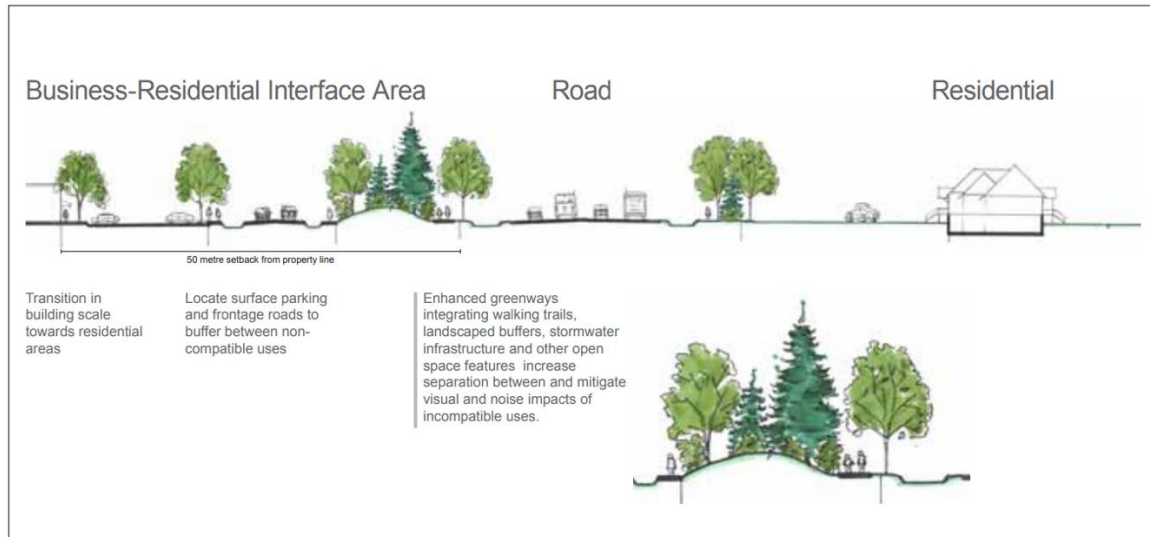 Business-Residential Interface Area
Road
Residential
50 metre setback from property line
Transition in
building scale
towards residential
areas
Locate surface parking
and frontage roads to
buffer between non-
compatible uses
Enhanced greenways
integrating walking trails,
landscaped buffers, stormwater
infrastructure and other open
space features increase
separation between and mitigate
visual and noise impacts of
incompatible uses.